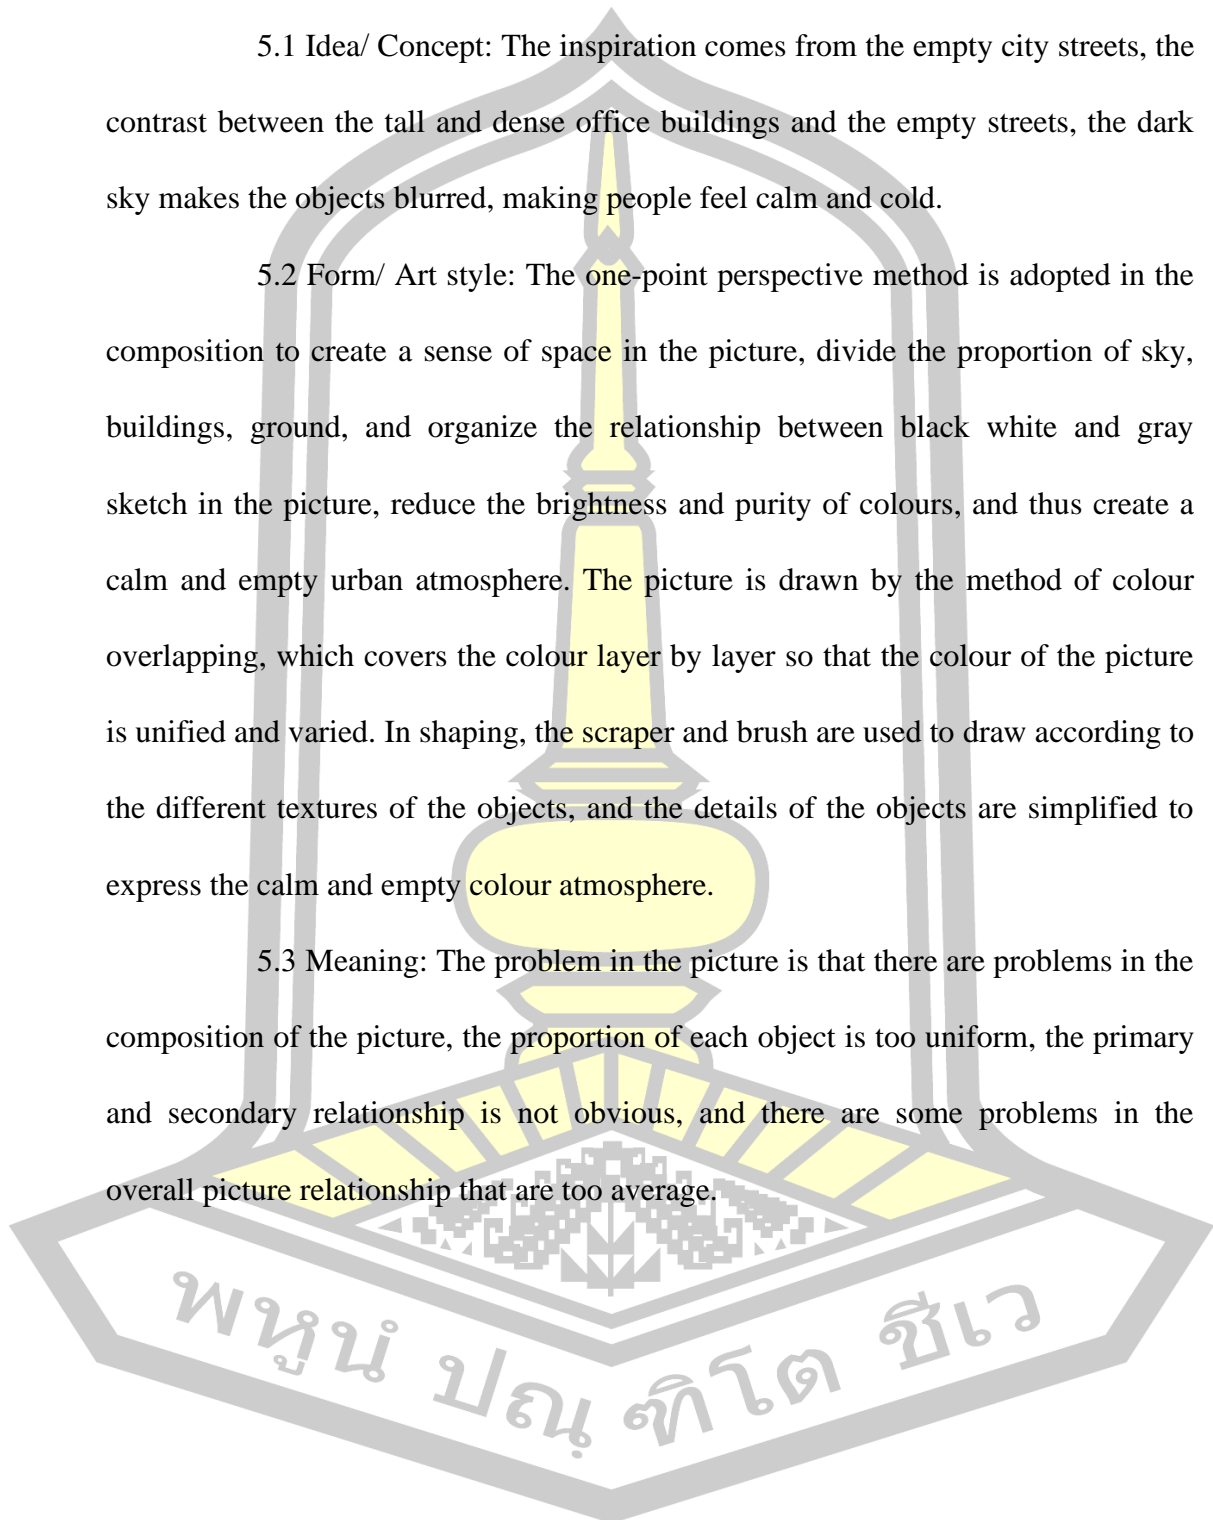 5.1 Idea/ Concept: The inspiration comes from the empty city streets, the
contrast between the tall and dense office buildings and the empty streets, the dark
sky makes the objects blurred, making people feel calm and cold.
5.2 Form/ Art style: The one-point perspective method is adopted in the
composition to create a sense of space in the picture, divide the proportion of sky,
buildings, ground, and organize the relationship between black white and gray
sketch in the picture, reduce the brightness and purity of colours, and thus create a
calm and empty urban atmosphere. The picture is drawn by the method of colour
overlapping, which covers the colour layer by layer so that the colour of the picture
is unified and varied. In shaping, the scraper and brush are used to draw according to
the different textures of the objects, and the details of the objects are simplified to
express the calm and empty colour atmosphere.
5.3 Meaning: The problem in the picture is that there are problems in the
composition of the picture, the proportion of each object is too uniform, the primary
and secondary relationship is not obvious, and there are some problems in the
overall picture relationship that are too average.
พหูนํ ปณฺฑิโต ชีเว